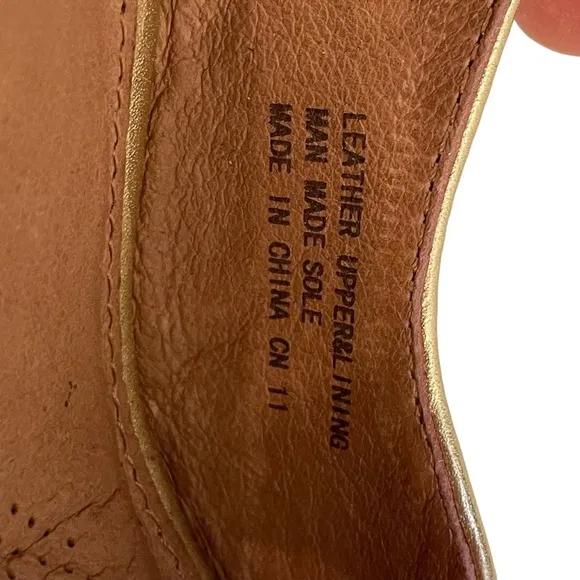 LEATHER UPPER&LINING
MAN MADE SOLE
MADE IN CHINA CN 11